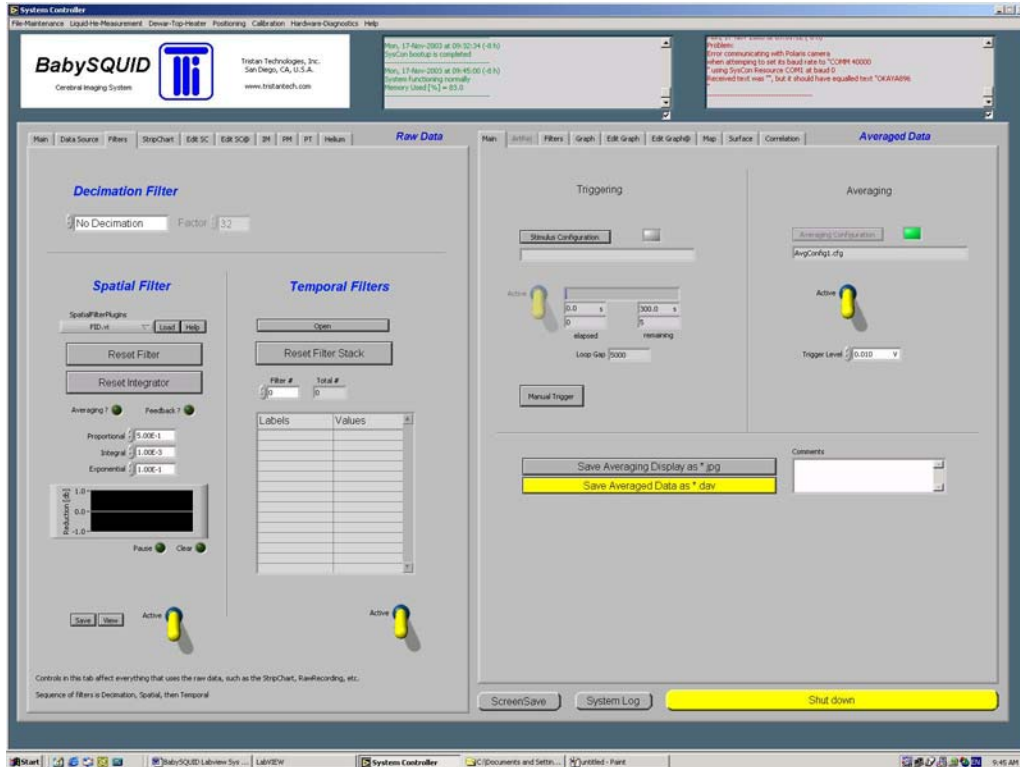 System Controller
File-Maintenance Liquid-He-Measurement Dewar-Top-Heater Positioning Calibration Hardware-Diagnostics Help
BabySQUID
Cerebral Imaging System
Tristan Technologies, Inc.
San Diego, CA, U.S.A.
www.tristantech.com
Mon, 17-Nov-2003 at 09:32:34 (-8 h)
SysCon bootup is completed
Mon, 17-Nov-2003 at 09:45:00 (-8 h)
System functioning normally
Memory Used [%] = 83.0
Problem:
Error communicating with Polaris camera
when attempting to set its baud rate to "COMM 40000
" using SysCon Resource COM1 at baud 0
Received text was "", but it should have equalled text "OKAYA896
"
Main Data Source Filters StripChart Edit SC Edit SC@ IM PM PT Helium Raw Data
Decimation Filter
No Decimation Factor 32
Spatial Filter
SpatialFilterPlugins
PID.vi Load Help
Reset Filter
Reset Integrator
Averaging ? Feedback ?
Proportional 5.00E-1
Integral 1.00E-3
Exponential 1.00E-1
Reduction [db]
1.0
0.0
-1.0
Pause Clear
Save View Active
Temporal Filters
Open
Reset Filter Stack
Filter # Total #
0 0
Labels Values
Active
Controls in this tab affect everything that uses the raw data, such as the StripChart, RawRecording, etc.
Sequence of filters is Decimation, Spatial, then Temporal
Main Artifact Filters Graph Edit Graph Edit Graph@ Map Surface Correlation Averaged Data
Triggering
Stimulus Configuration
Active
0.0 s 300.0 s
0 5
elapsed remaining
Loop Gap 5000
Manual Trigger
Averaging
Averaging Configuration
AvgConfig1.cfg
Active
Trigger Level 0.010 V
Save Averaging Display as *.jpg
Save Averaged Data as *.dav
Comments
ScreenSave System Log Shut down
Start BabySQUID Labview Sys ... LabVIEW System Controller C:\Documents and Settin... untitled - Paint 9:45 AM